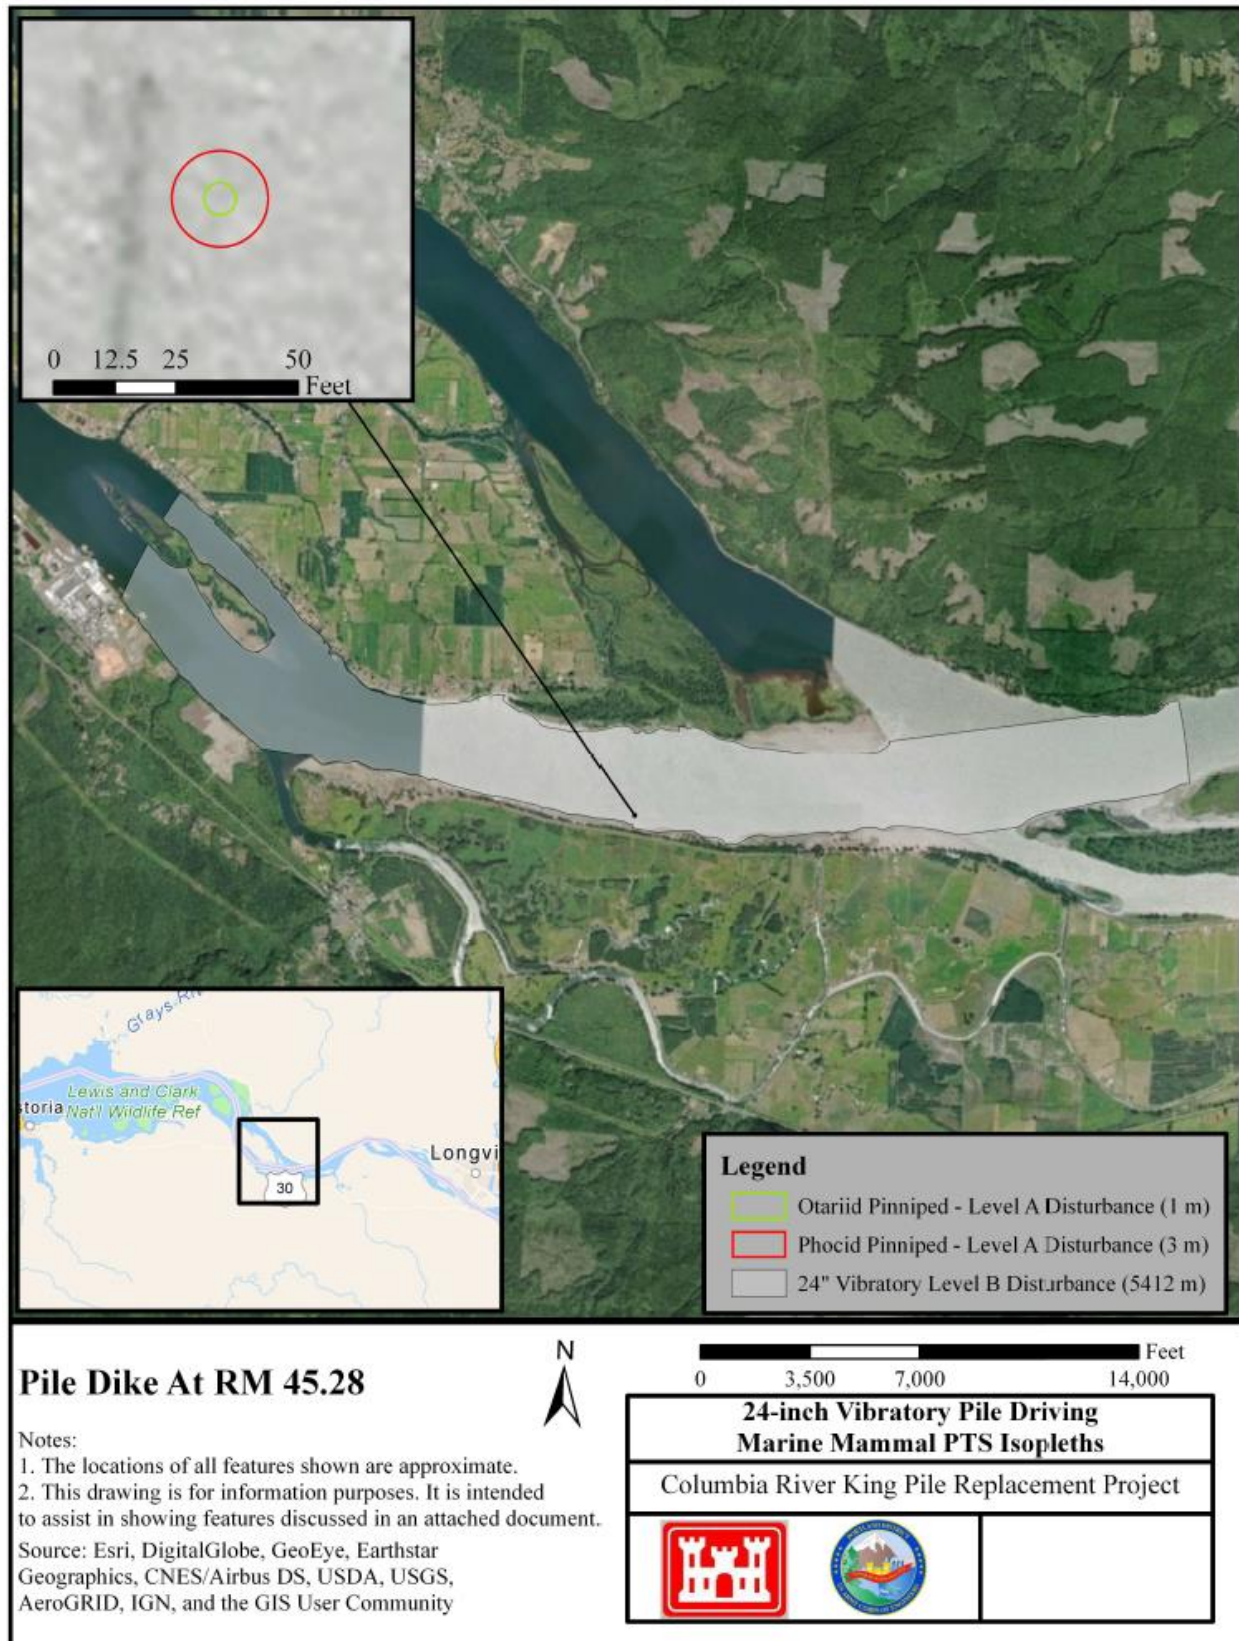 0 12.5 25 50
Feet
Grays Riv
Lewis and Clark
storia Nat'l Wildlife Ref
Longvi
30
Legend
Otariid Pinniped - Level A Disturbance (1 m)
Phocid Pinniped - Level A Disturbance (3 m)
24" Vibratory Level B Disturbance (5412 m)
Pile Dike At RM 45.28
N
Feet
0 3,500 7,000 14,000
Notes:
1. The locations of all features shown are approximate.
2. This drawing is for information purposes. It is intended
to assist in showing features discussed in an attached document.
Source: Esri, DigitalGlobe, GeoEye, Earthstar
Geographics, CNES/Airbus DS, USDA, USGS,
AeroGRID, IGN, and the GIS User Community
24-inch Vibratory Pile Driving
Marine Mammal PTS Isopleths
Columbia River King Pile Replacement Project